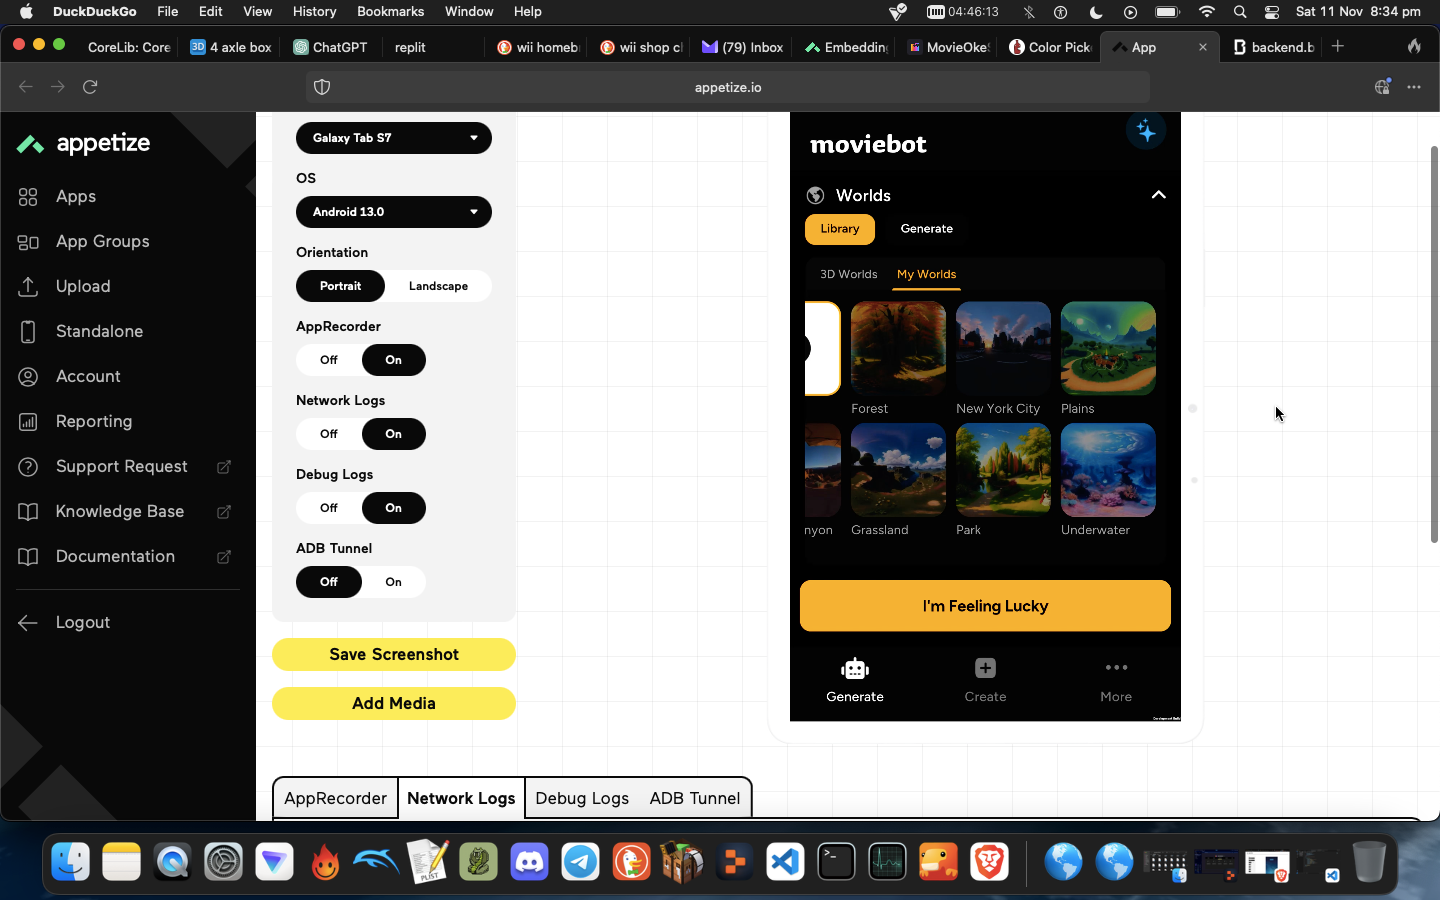 DuckDuckGo File Edit View History Bookmarks Window Help 04:46:13 Sat 11 Nov 8:34 pm
CoreLib: Core 3D 4 axle box ChatGPT replit wii homeb wii shop c (79) Inbox Embedding MovieOke Color Pick App backend.b
appetize.io
appetize
Apps
App Groups
Upload
Standalone
Account
Reporting
Support Request
Knowledge Base
Documentation
Logout
Galaxy Tab S7
OS
Android 13.0
Orientation
Portrait Landscape
AppRecorder
Off On
Network Logs
Off On
Debug Logs
Off On
ADB Tunnel
Off On
Save Screenshot
Add Media
moviebot
Worlds
Library Generate
3D Worlds My Worlds
Forest New York City Plains
nyon Grassland Park Underwater
I'm Feeling Lucky
Generate Create More
Development Build
AppRecorder Network Logs Debug Logs ADB Tunnel
PLIST